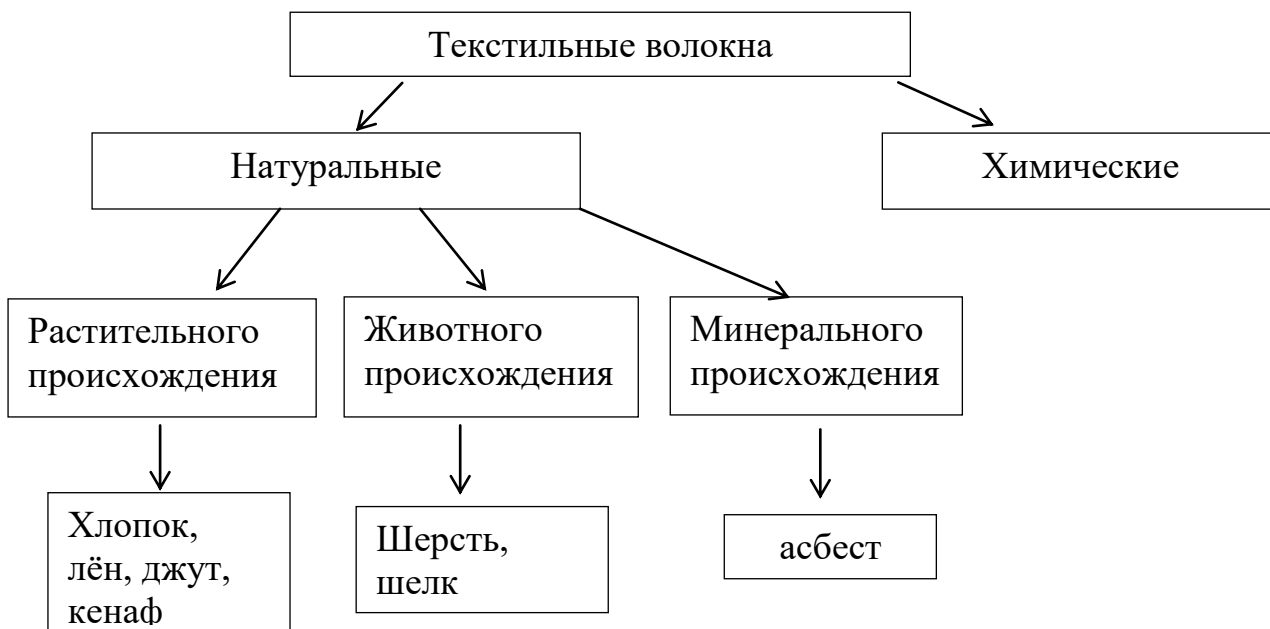 Текстильные волокна
Натуральные
Химические
Растительного
происхождения
Животного
происхождения
Минерального
происхождения
Хлопок,
лён, джут,
кенаф
Шерсть,
шелк
асбест